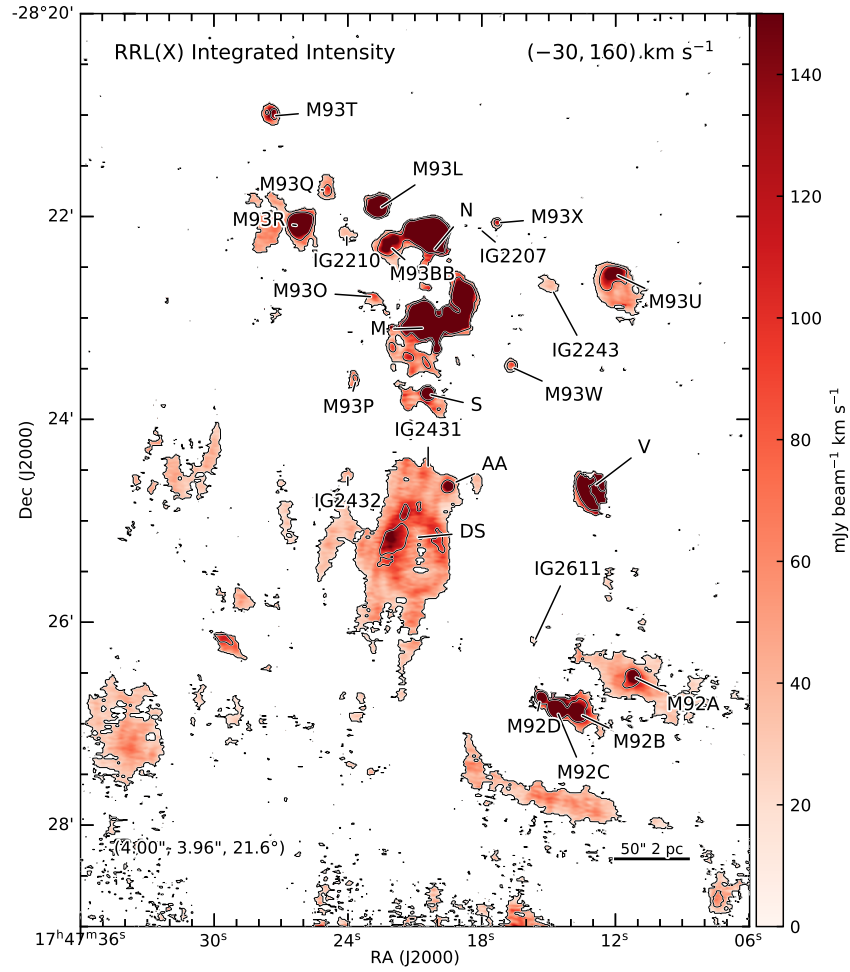 -28°20'
RRL(X) Integrated Intensity
(−30, 160) km s⁻¹
140
M93T
M93L
M93Q
120
22'
M93R
N
M93X
IG2210
IG2207
M93BB
M93O
M93U
M
100
IG2243
M93P
S
M93W
24'
IG2431
80
V
AA
IG2432
DS
60
IG2611
26'
M92A
40
M92D
M92B
M92C
20
28'
(4.00", 3.96", 21.6°)
50" 2 pc
0
17ʰ47ᵐ36ˢ
30ˢ
24ˢ
18ˢ
12ˢ
06ˢ
RA (J2000)
Dec (J2000)
mJy beam⁻¹ km s⁻¹